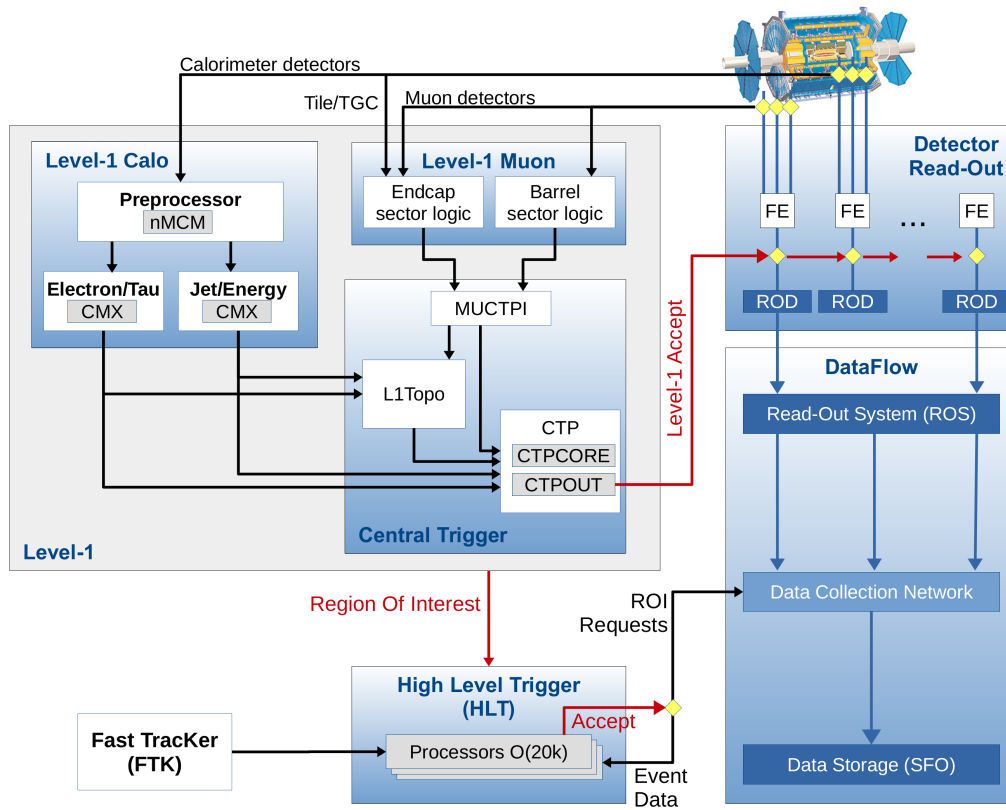 Calorimeter detectors
Tile/TGC
Muon detectors
Level-1 Calo
Preprocessor
nMCM
Electron/Tau
CMX
Jet/Energy
CMX
Level-1 Muon
Endcap
sector logic
Barrel
sector logic
MUCTPI
L1Topo
CTP
CTPCORE
CTPOUT
Central Trigger
Level-1
Level-1 Accept
Detector
Read-Out
FE
FE
...
FE
ROD
ROD
ROD
DataFlow
Read-Out System (ROS)
Data Collection Network
Data Storage (SFO)
Region Of Interest
ROI
Requests
High Level Trigger
(HLT)
Accept
Processors O(20k)
Event
Data
Fast TracKer
(FTK)